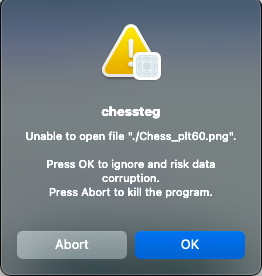 chessteg
Unable to open file "./Chess_plt60.png".
Press OK to ignore and risk data
corruption.
Press Abort to kill the program.
Abort
OK